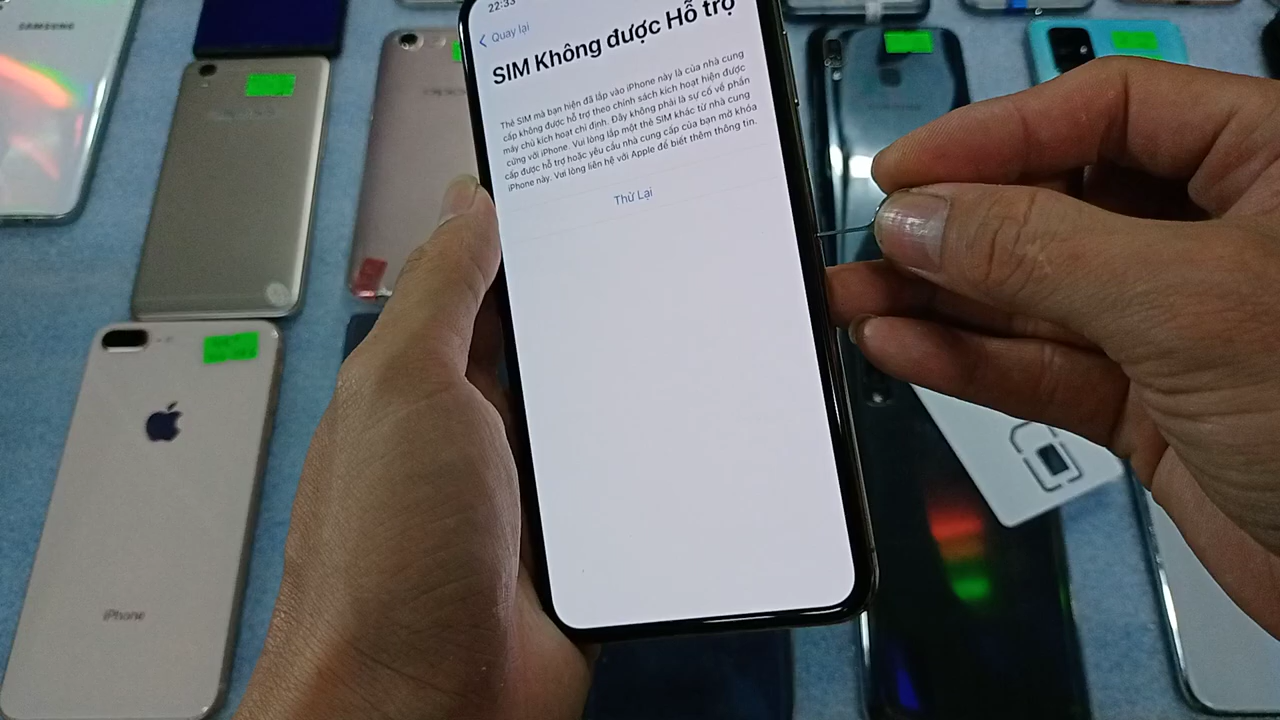 SAMSUNG
22:33
Quay lại
SIM Không được Hỗ trợ
Thẻ SIM mà bạn hiện đã lắp vào iPhone này là của nhà cung
cấp không được hỗ trợ theo chính sách kích hoạt hiện được
máy chủ kích hoạt chỉ định. Đây không phải là sự cố về phần
cứng với iPhone. Vui lòng lắp một thẻ SIM khác từ nhà cung
cấp được hỗ trợ hoặc yêu cầu nhà cung cấp của bạn mở khóa
iPhone này. Vui lòng liên hệ với Apple để biết thêm thông tin.
Thử Lại
iPhone